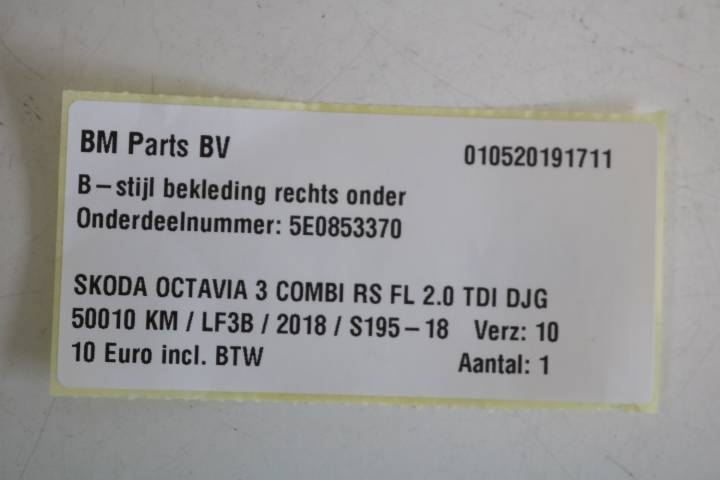 BM Parts BV 010520191711
B-stijl bekleding rechts onder
Onderdeelnummer: 5E0853370
SKODA OCTAVIA 3 COMBI RS FL 2.0 TDI DJG
50010 KM / LF3B / 2018 / S195-18 Verz: 10
10 Euro incl. BTW Aantal: 1